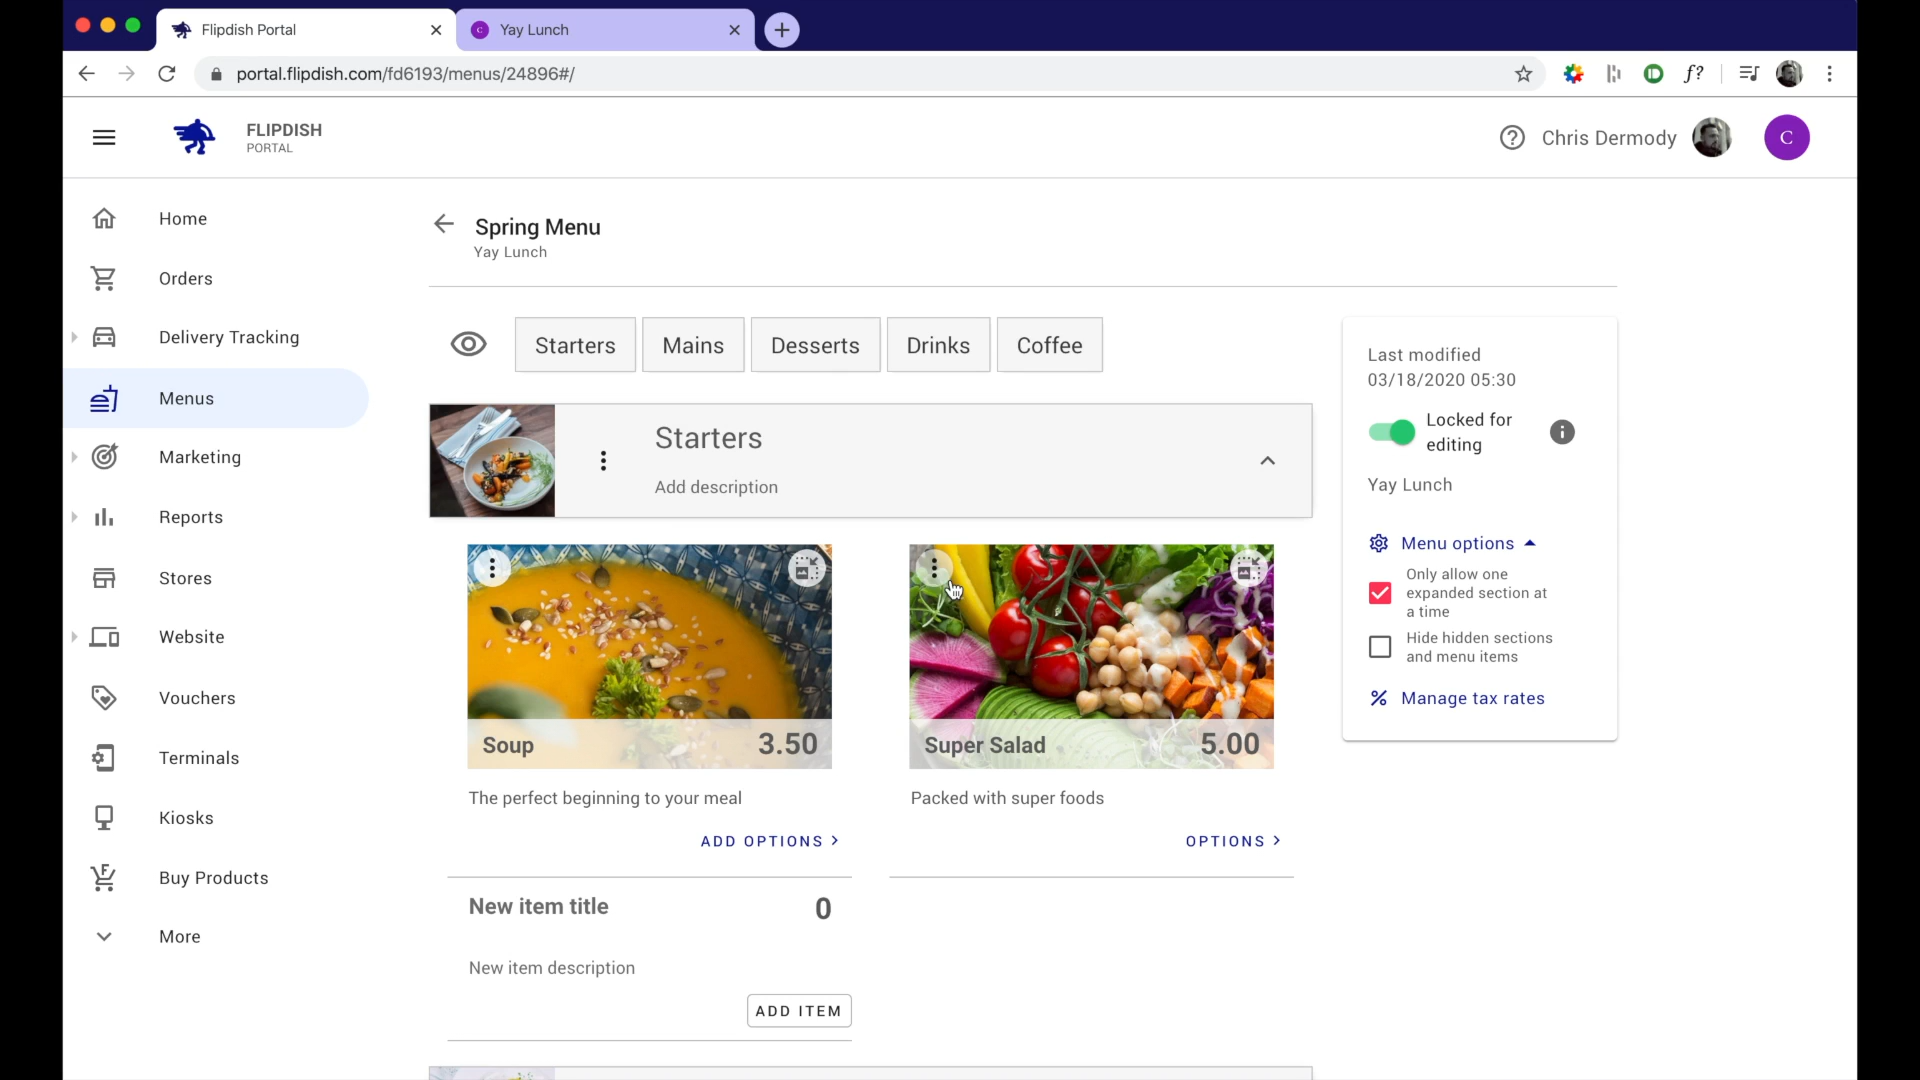 Flipdish Portal
C
Yay Lunch
portal.flipdish.com/fd6193/menus/24896#/
f?
FLIPDISH
PORTAL
Chris Dermody
C
Home
Orders
Delivery Tracking
Menus
Marketing
Reports
Stores
Website
Vouchers
Terminals
Kiosks
Buy Products
More
Spring Menu
Yay Lunch
Starters
Mains
Desserts
Drinks
Coffee
Starters
Add description
Soup
3.50
The perfect beginning to your meal
ADD OPTIONS
Super Salad
5.00
Packed with super foods
OPTIONS
New item title
0
New item description
ADD ITEM
Last modified
03/18/2020 05:30
Locked for
editing
Yay Lunch
Menu options
Only allow one
expanded section at
a time
Hide hidden sections
and menu items
% Manage tax rates